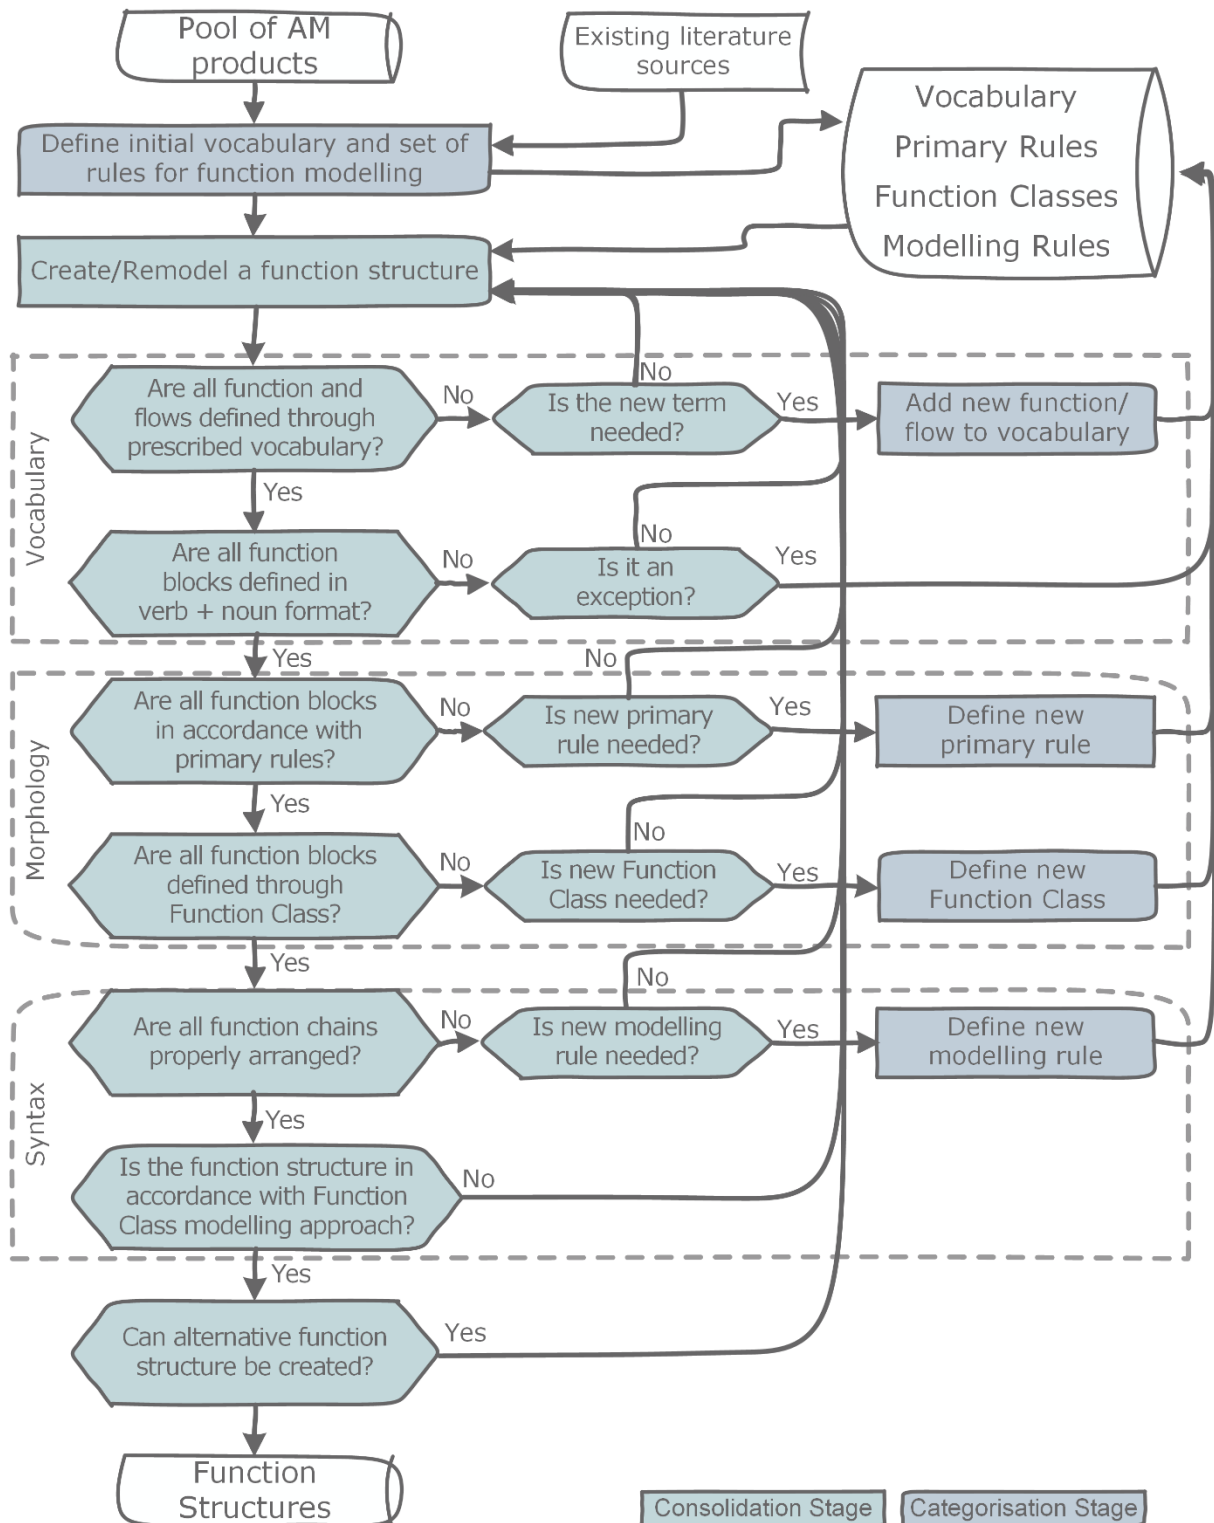 Pool of AM
products
Existing literature
sources
Vocabulary
Primary Rules
Function Classes
Modelling Rules
Define initial vocabulary and set of
rules for function modelling
Create/Remodel a function structure
Vocabulary
Are all function and
flows defined through
prescribed vocabulary?
No
Is the new term
needed?
No
Yes
Add new function/
flow to vocabulary
Yes
Are all function
blocks defined in
verb + noun format?
No
Is it an
exception?
No
Yes
Yes
Morphology
Are all function blocks
in accordance with
primary rules?
No
Is new primary
rule needed?
No
Yes
Define new
primary rule
Yes
Are all function blocks
defined through
Function Class?
No
Is new Function
Class needed?
No
Yes
Define new
Function Class
Yes
Syntax
Are all function chains
properly arranged?
No
Is new modelling
rule needed?
No
Yes
Define new
modelling rule
Yes
Is the function structure in
accordance with Function
Class modelling approach?
No
Yes
Can alternative function
structure be created?
Yes
Function
Structures
Consolidation Stage
Categorisation Stage